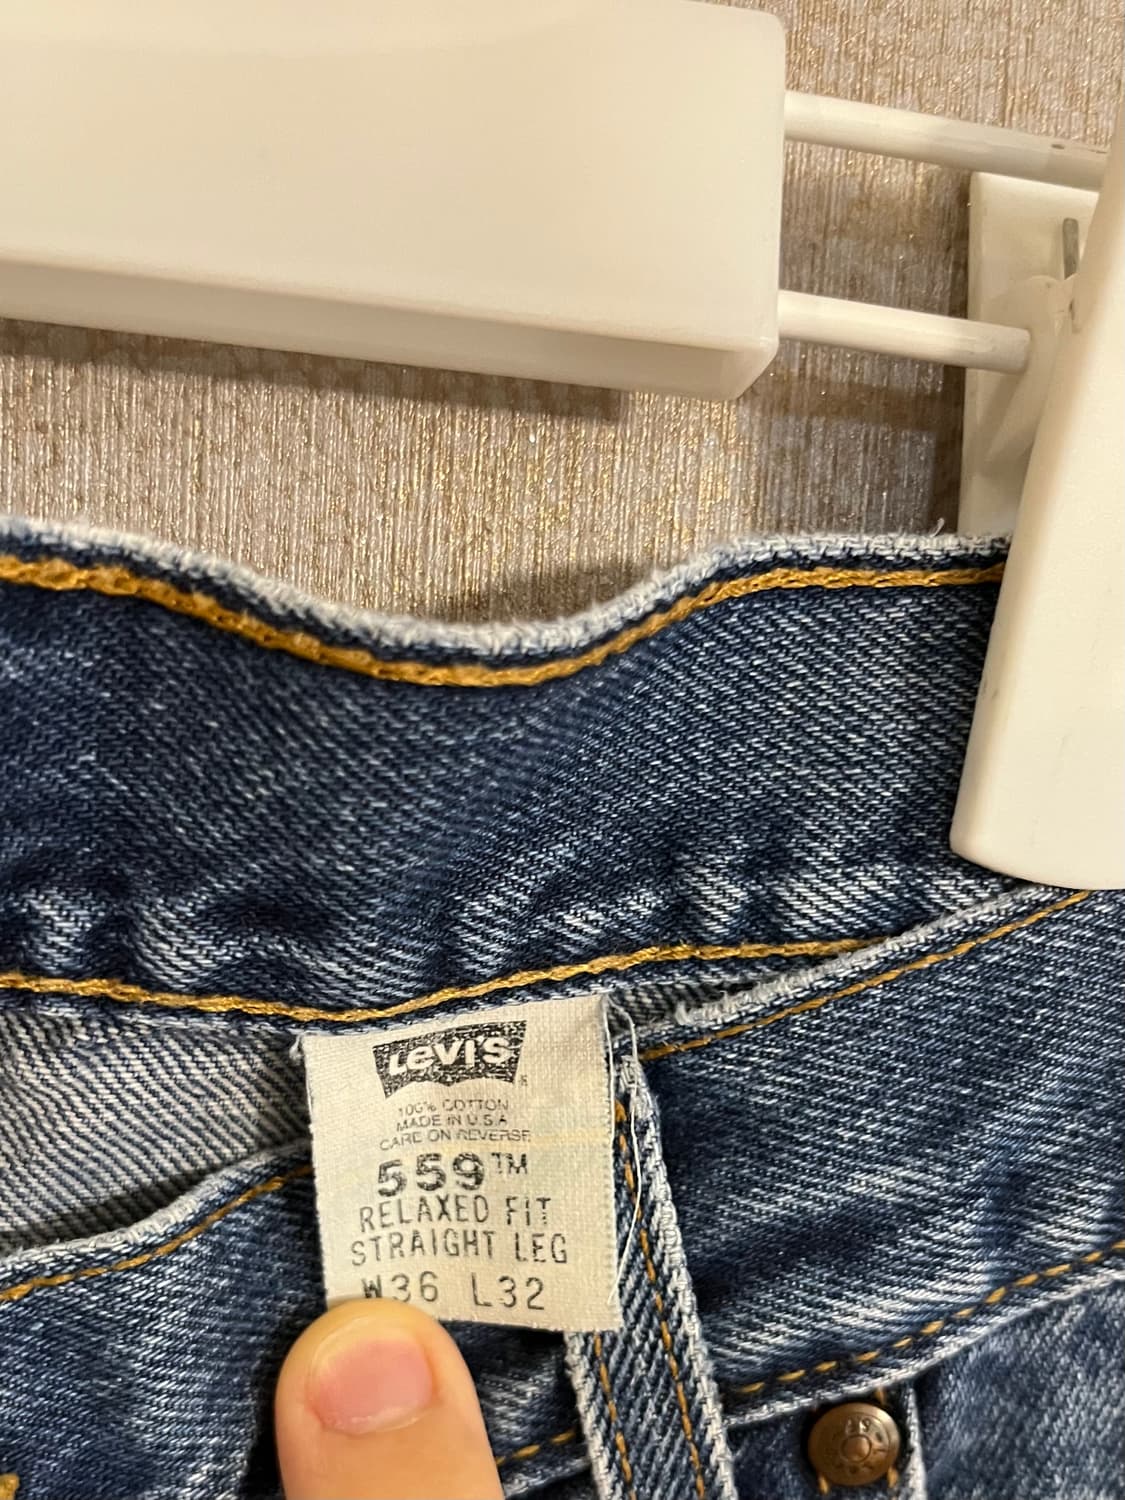 Levi's
100% COTTON
MADE IN U.S.A
CARE ON REVERSE
559™
RELAXED FIT
STRAIGHT LEG
W36 L32